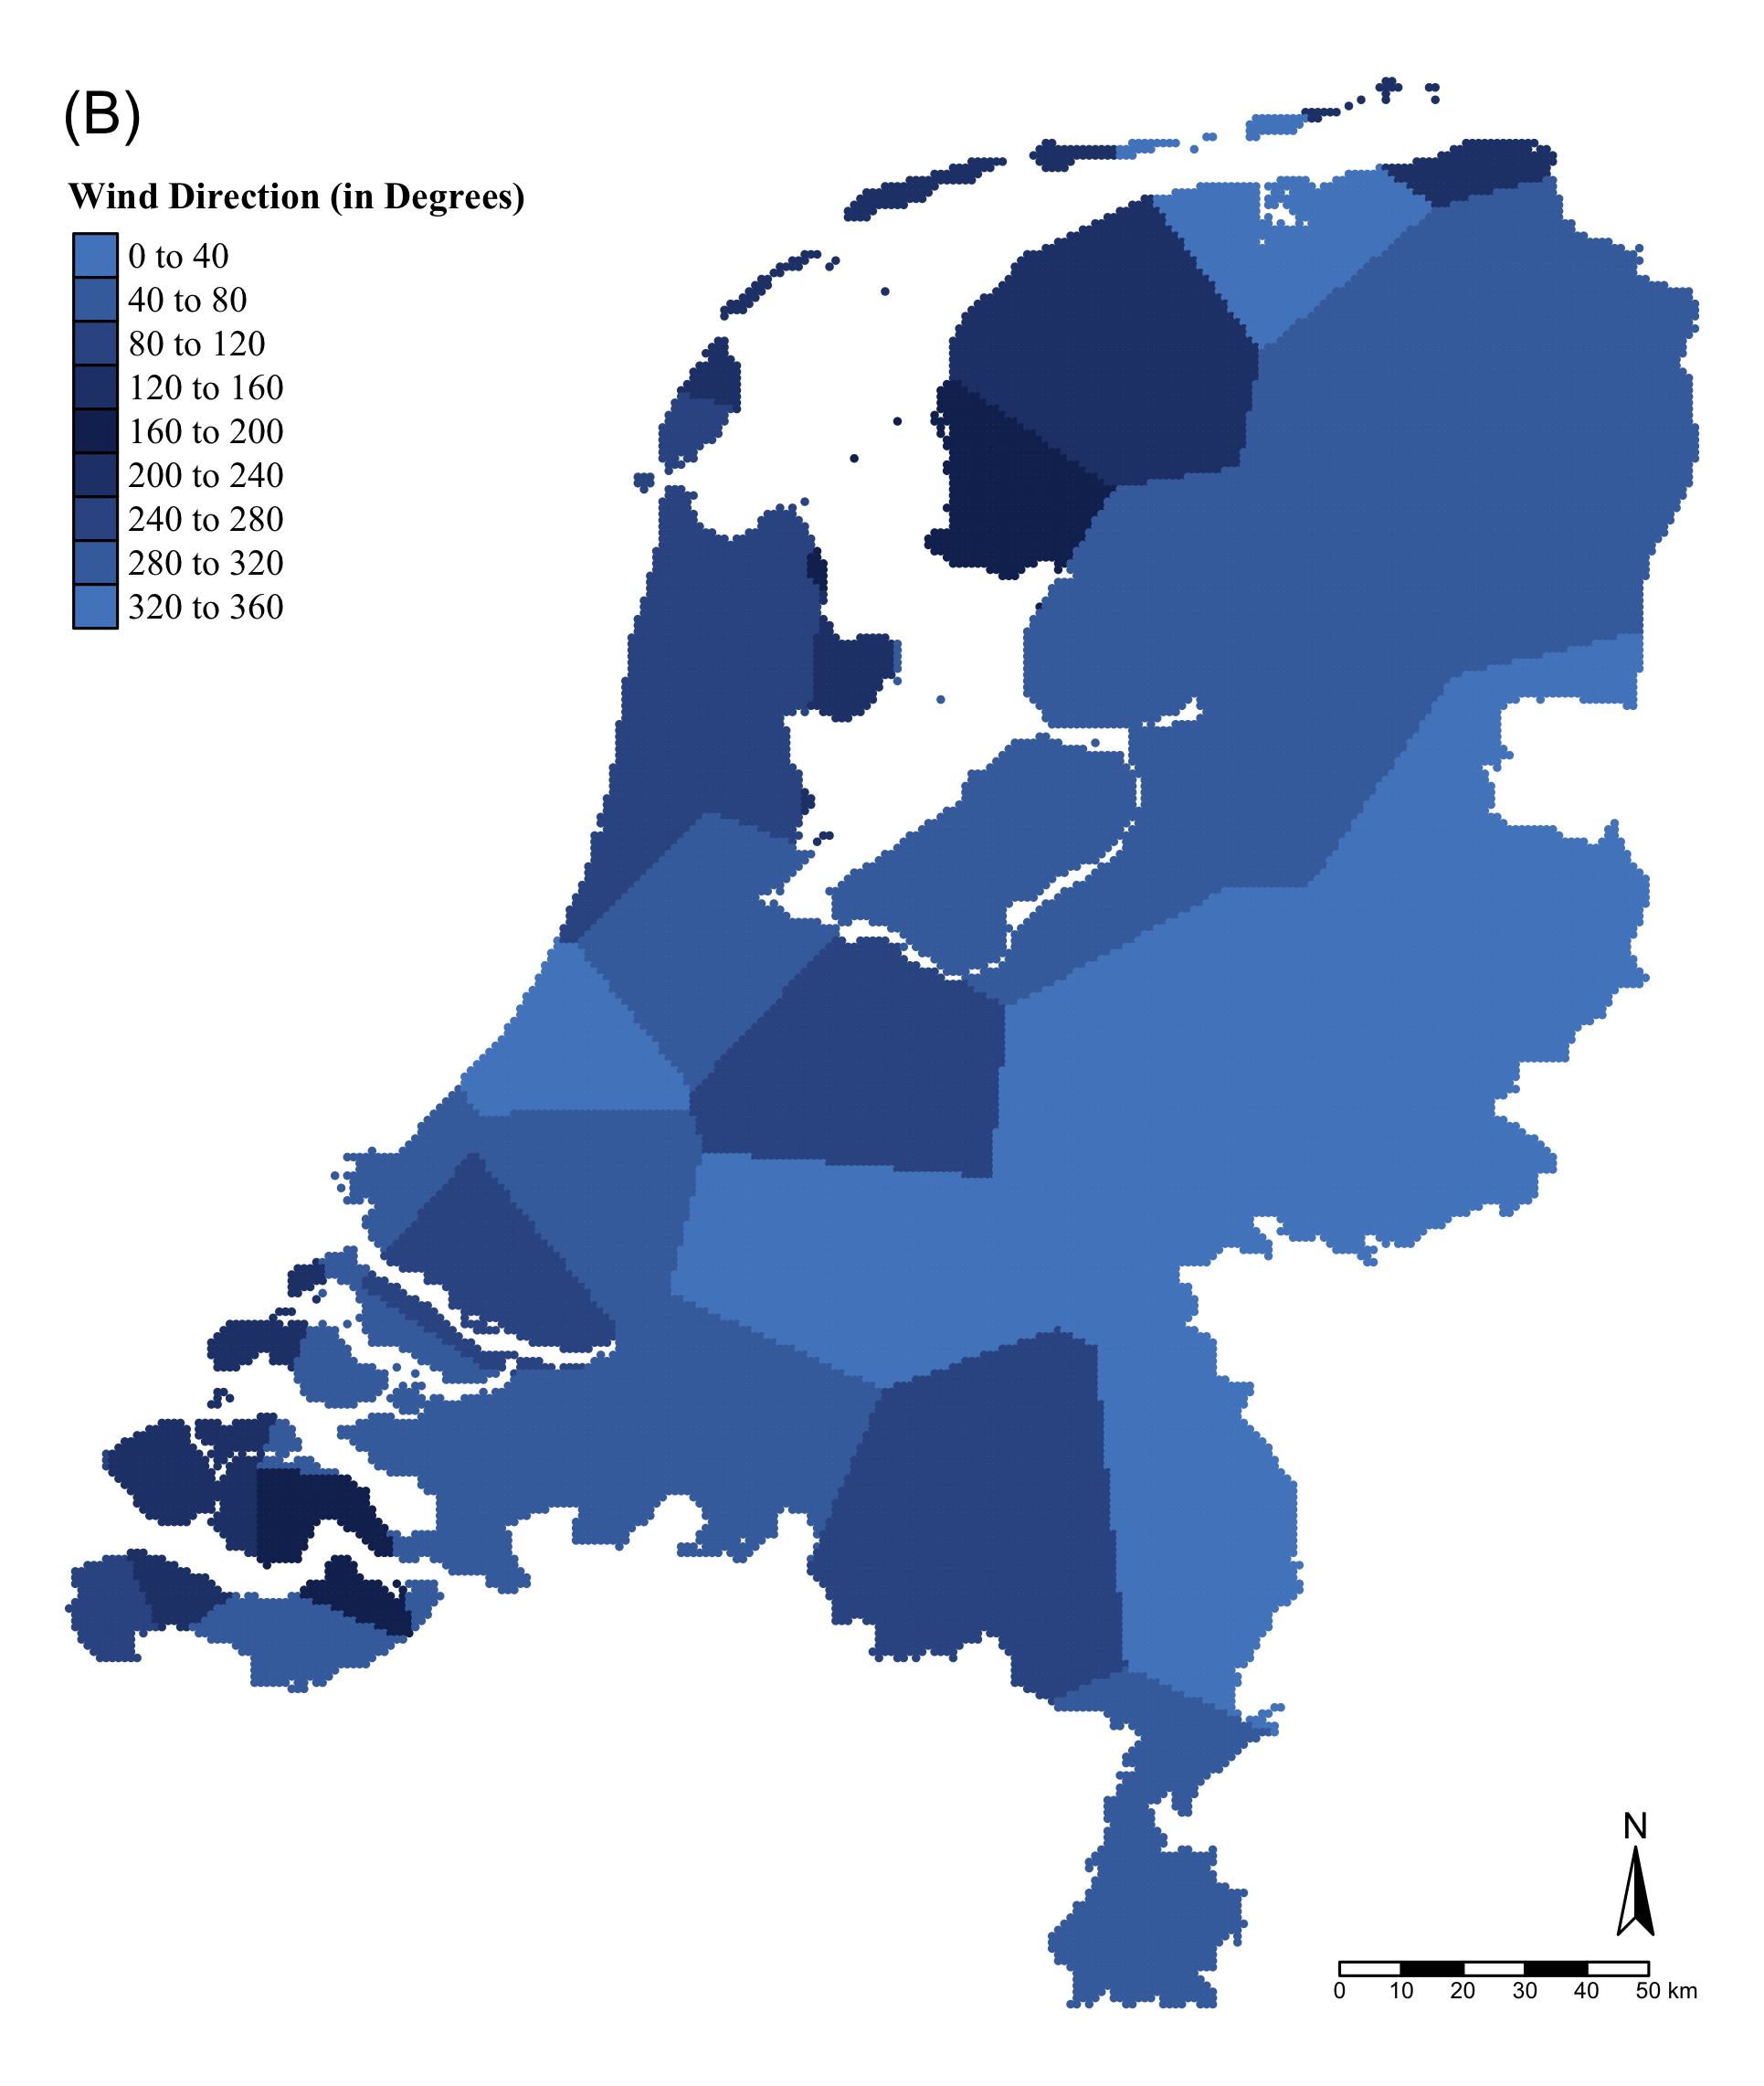 (B)
Wind Direction (in Degrees)
0 to 40
40 to 80
80 to 120
120 to 160
160 to 200
200 to 240
240 to 280
280 to 320
320 to 360
N
0 10 20 30 40 50 km